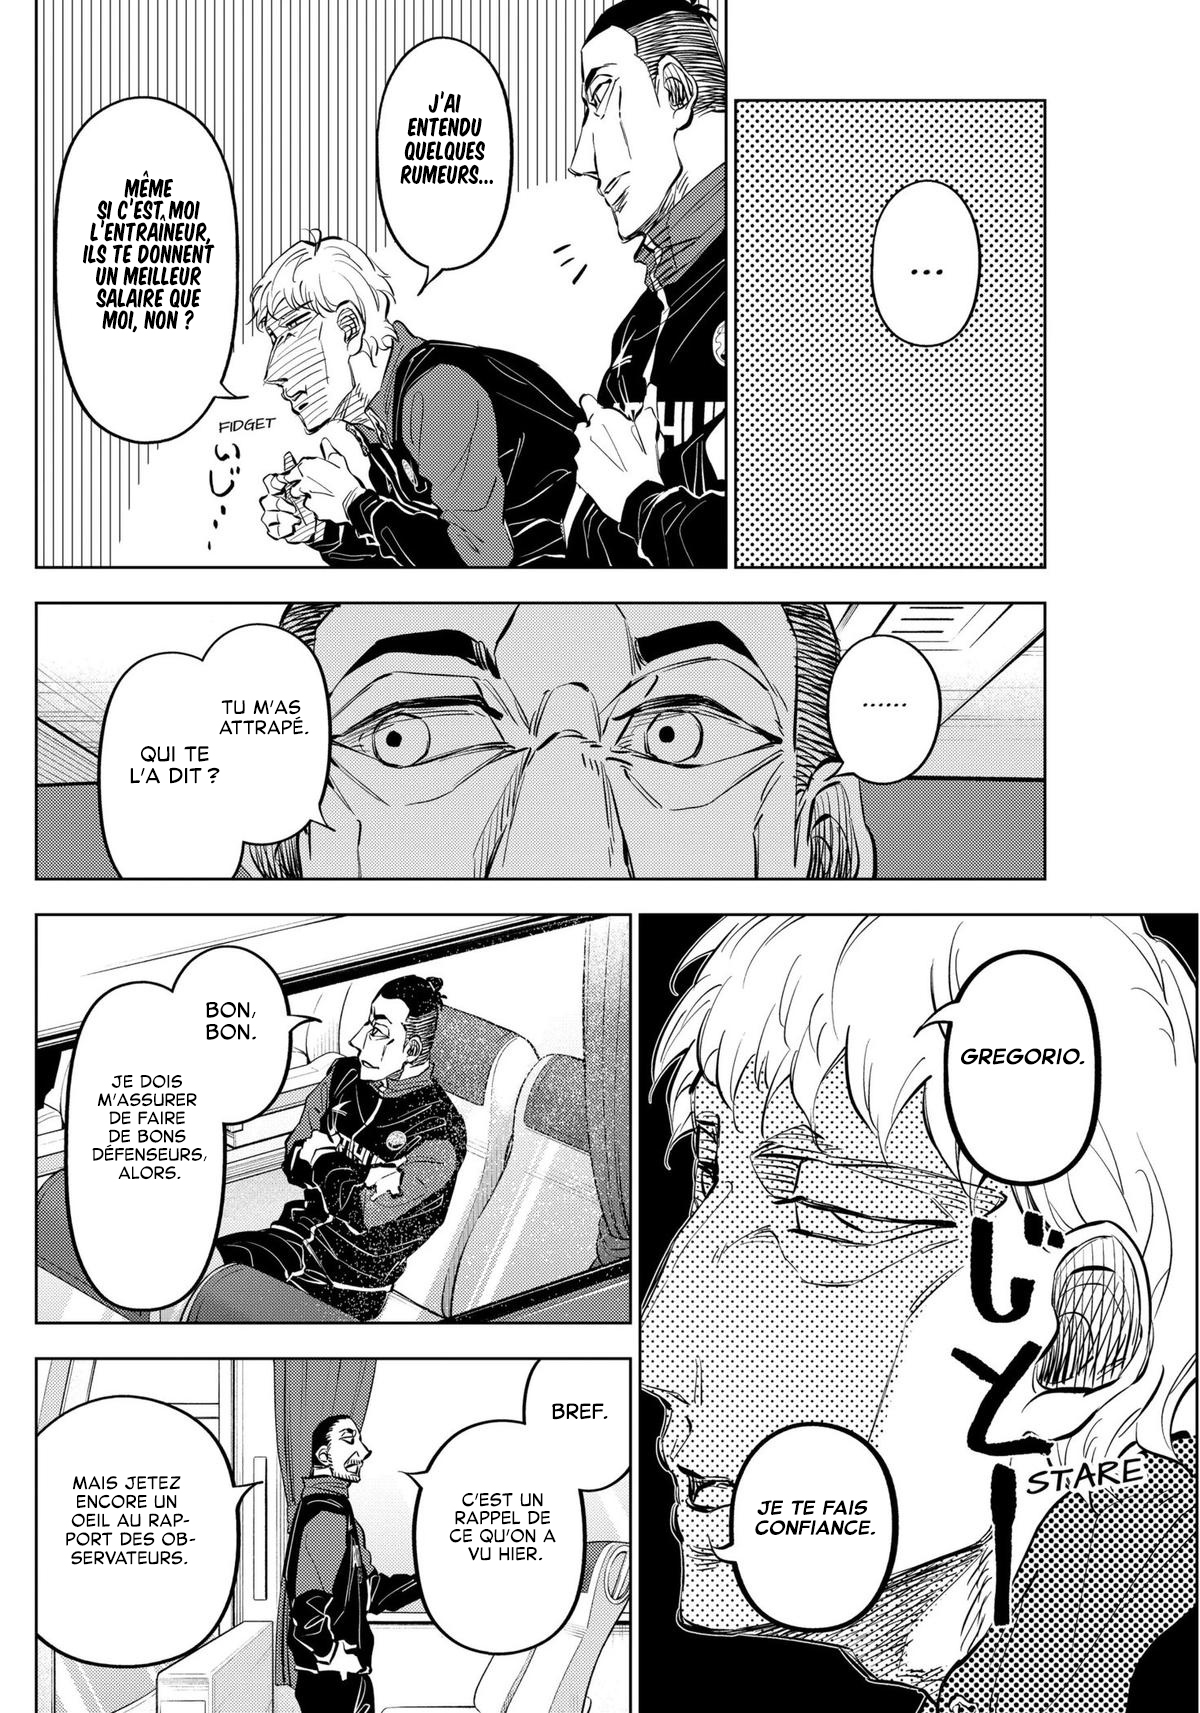 ...
J'AI
ENTENDU
QUELQUES
RUMEURS...
MÊME
SI C'EST MOI
L'ENTRAÎNEUR,
ILS TE DONNENT
UN MEILLEUR
SALAIRE QUE
MOI, NON ?
FIDGET
いじ...
......
TU M'AS
ATTRAPÉ.
QUI TE
L'A DIT ?
GREGORIO.
じとー
STARE
JE TE FAIS
CONFIANCE.
BON,
BON.
JE DOIS
M'ASSURER
DE FAIRE
DE BONS
DÉFENSEURS,
ALORS.
BREF.
C'EST UN
RAPPEL DE
CE QU'ON A
VU HIER.
MAIS JETEZ
ENCORE UN
OEIL AU RAP-
PORT DES OB-
SERVATEURS.